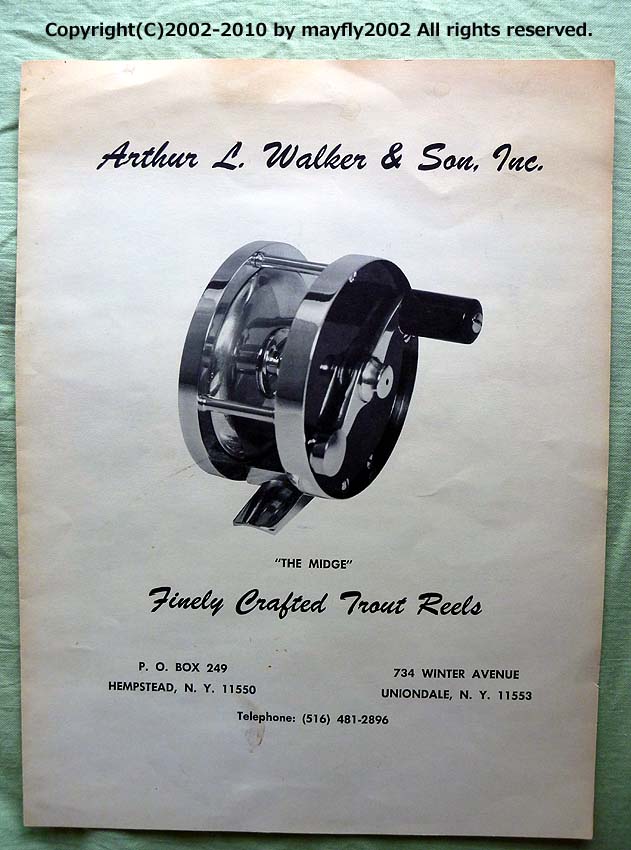 Copyright(C)2002-2010 by mayfly2002 All rights reserved.
Arthur L. Walker & Son, Inc.
"THE MIDGE"
Finely Crafted Trout Reels
P. O. BOX 249
HEMPSTEAD, N. Y. 11550
734 WINTER AVENUE
UNIONDALE, N. Y. 11553
Telephone: (516) 481-2896